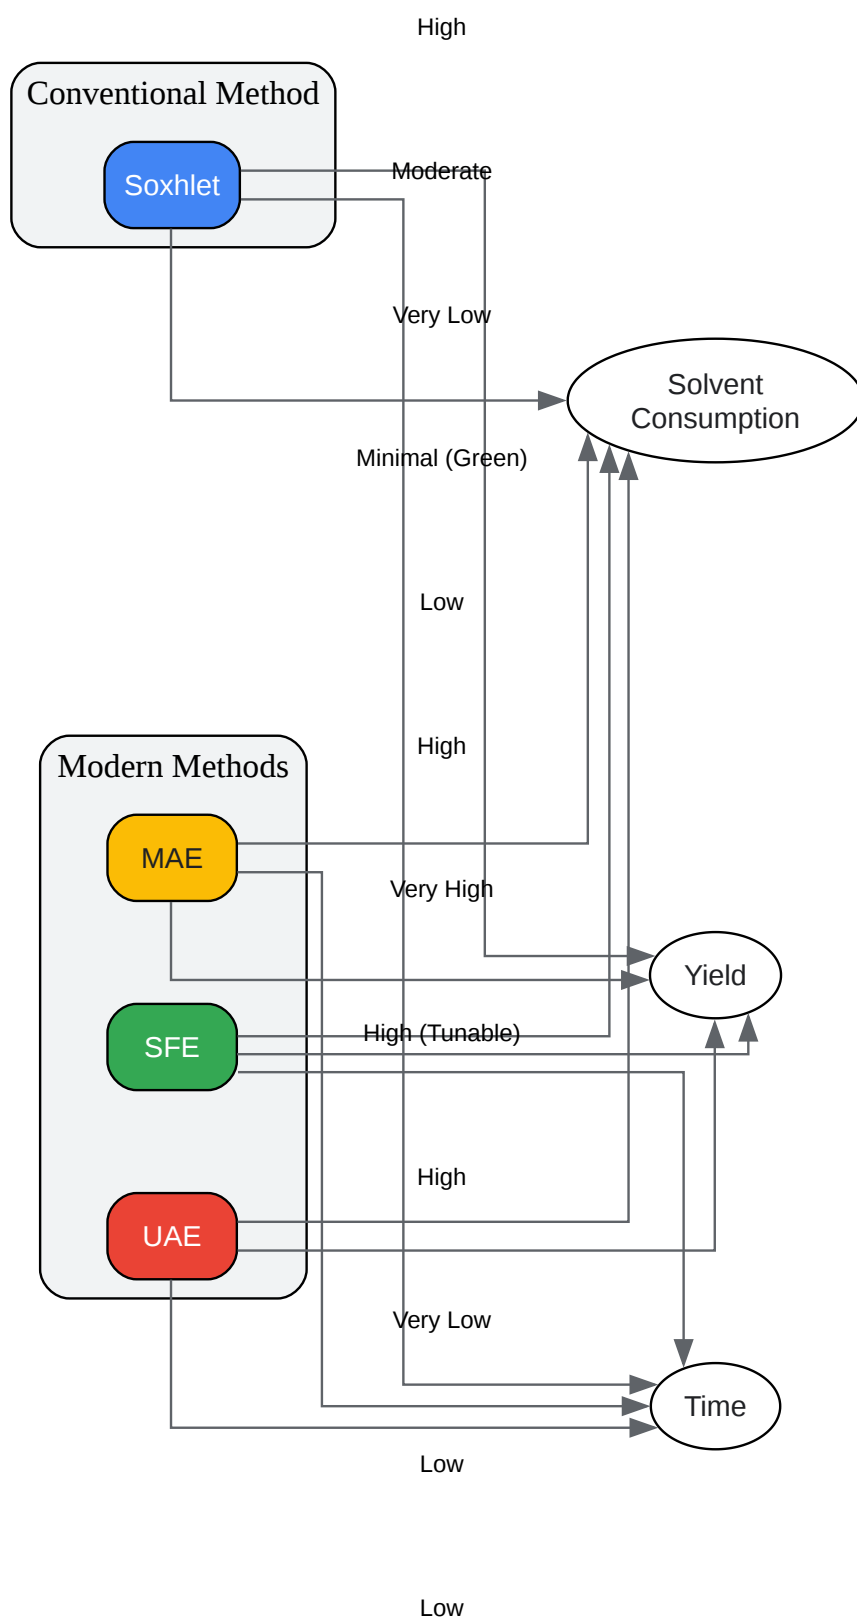 High
Conventional Method
Soxhlet
Moderate
Very Low
Solvent
Consumption
Minimal (Green)
Low
High
Modern Methods
MAE
Very High
Yield
SFE
High (Tunable)
High
UAE
Very Low
Time
Low
Low